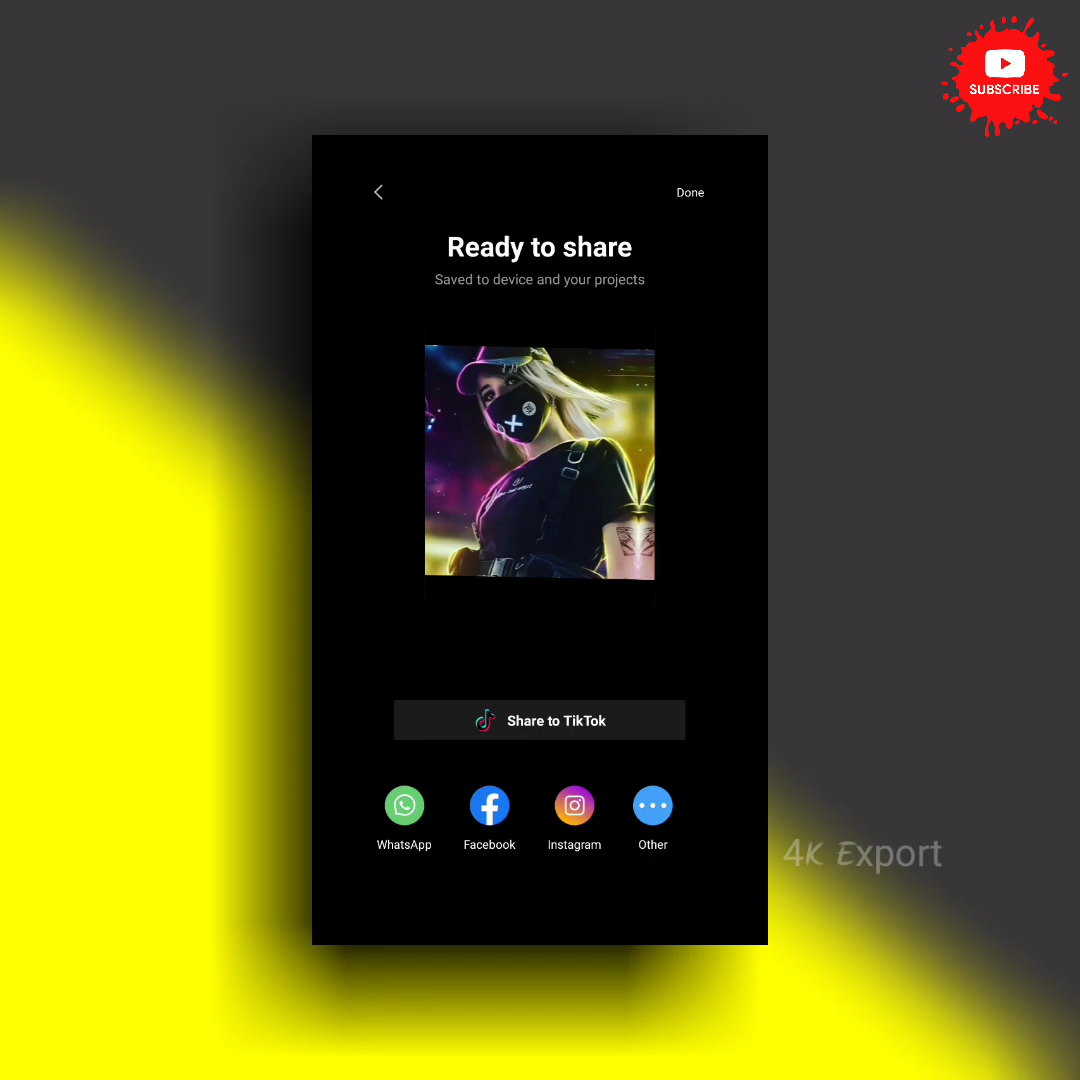 SUBSCRIBE
Done
Ready to share
Saved to device and your projects
Share to TikTok
WhatsApp
Facebook
Instagram
Other
4K Export